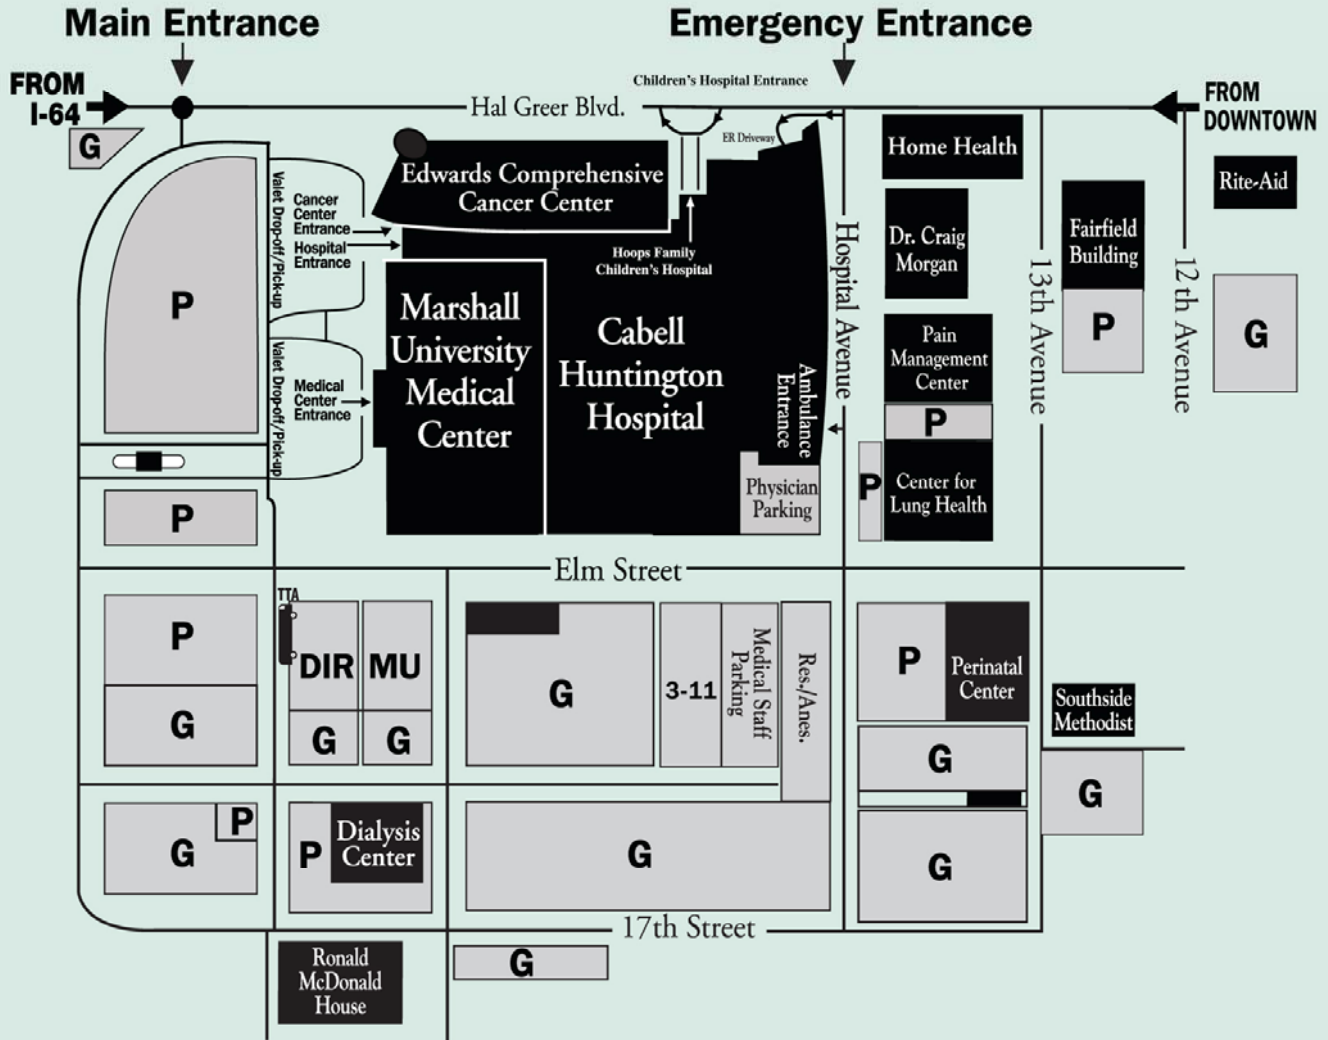 Main Entrance
Emergency Entrance
FROM
I-64
Children's Hospital Entrance
FROM
DOWNTOWN
Hal Greer Blvd.
ER Driveway
G
Home Health
Rite-Aid
Edwards Comprehensive
Cancer Center
Valet Drop-off/Pick-up
Cancer
Center
Entrance
Hospital
Entrance
Hoops Family
Children's Hospital
Hospital Avenue
Dr. Craig
Morgan
13th Avenue
Fairfield
Building
12th Avenue
P
Marshall
University
Medical
Center
Cabell
Huntington
Hospital
Pain
Management
Center
P
G
Valet Drop-off/Pick-up
Medical
Center
Entrance
Ambulance
Entrance
P
P
Center for
Lung Health
Physician
Parking
P
Elm Street
TTA
P
DIR
MU
G
3-11
Medical Staff
Parking
Res./Anes.
P
Perinatal
Center
Southside
Methodist
G
G
G
G
G
P
G
P
Dialysis
Center
G
G
17th Street
Ronald
McDonald
House
G